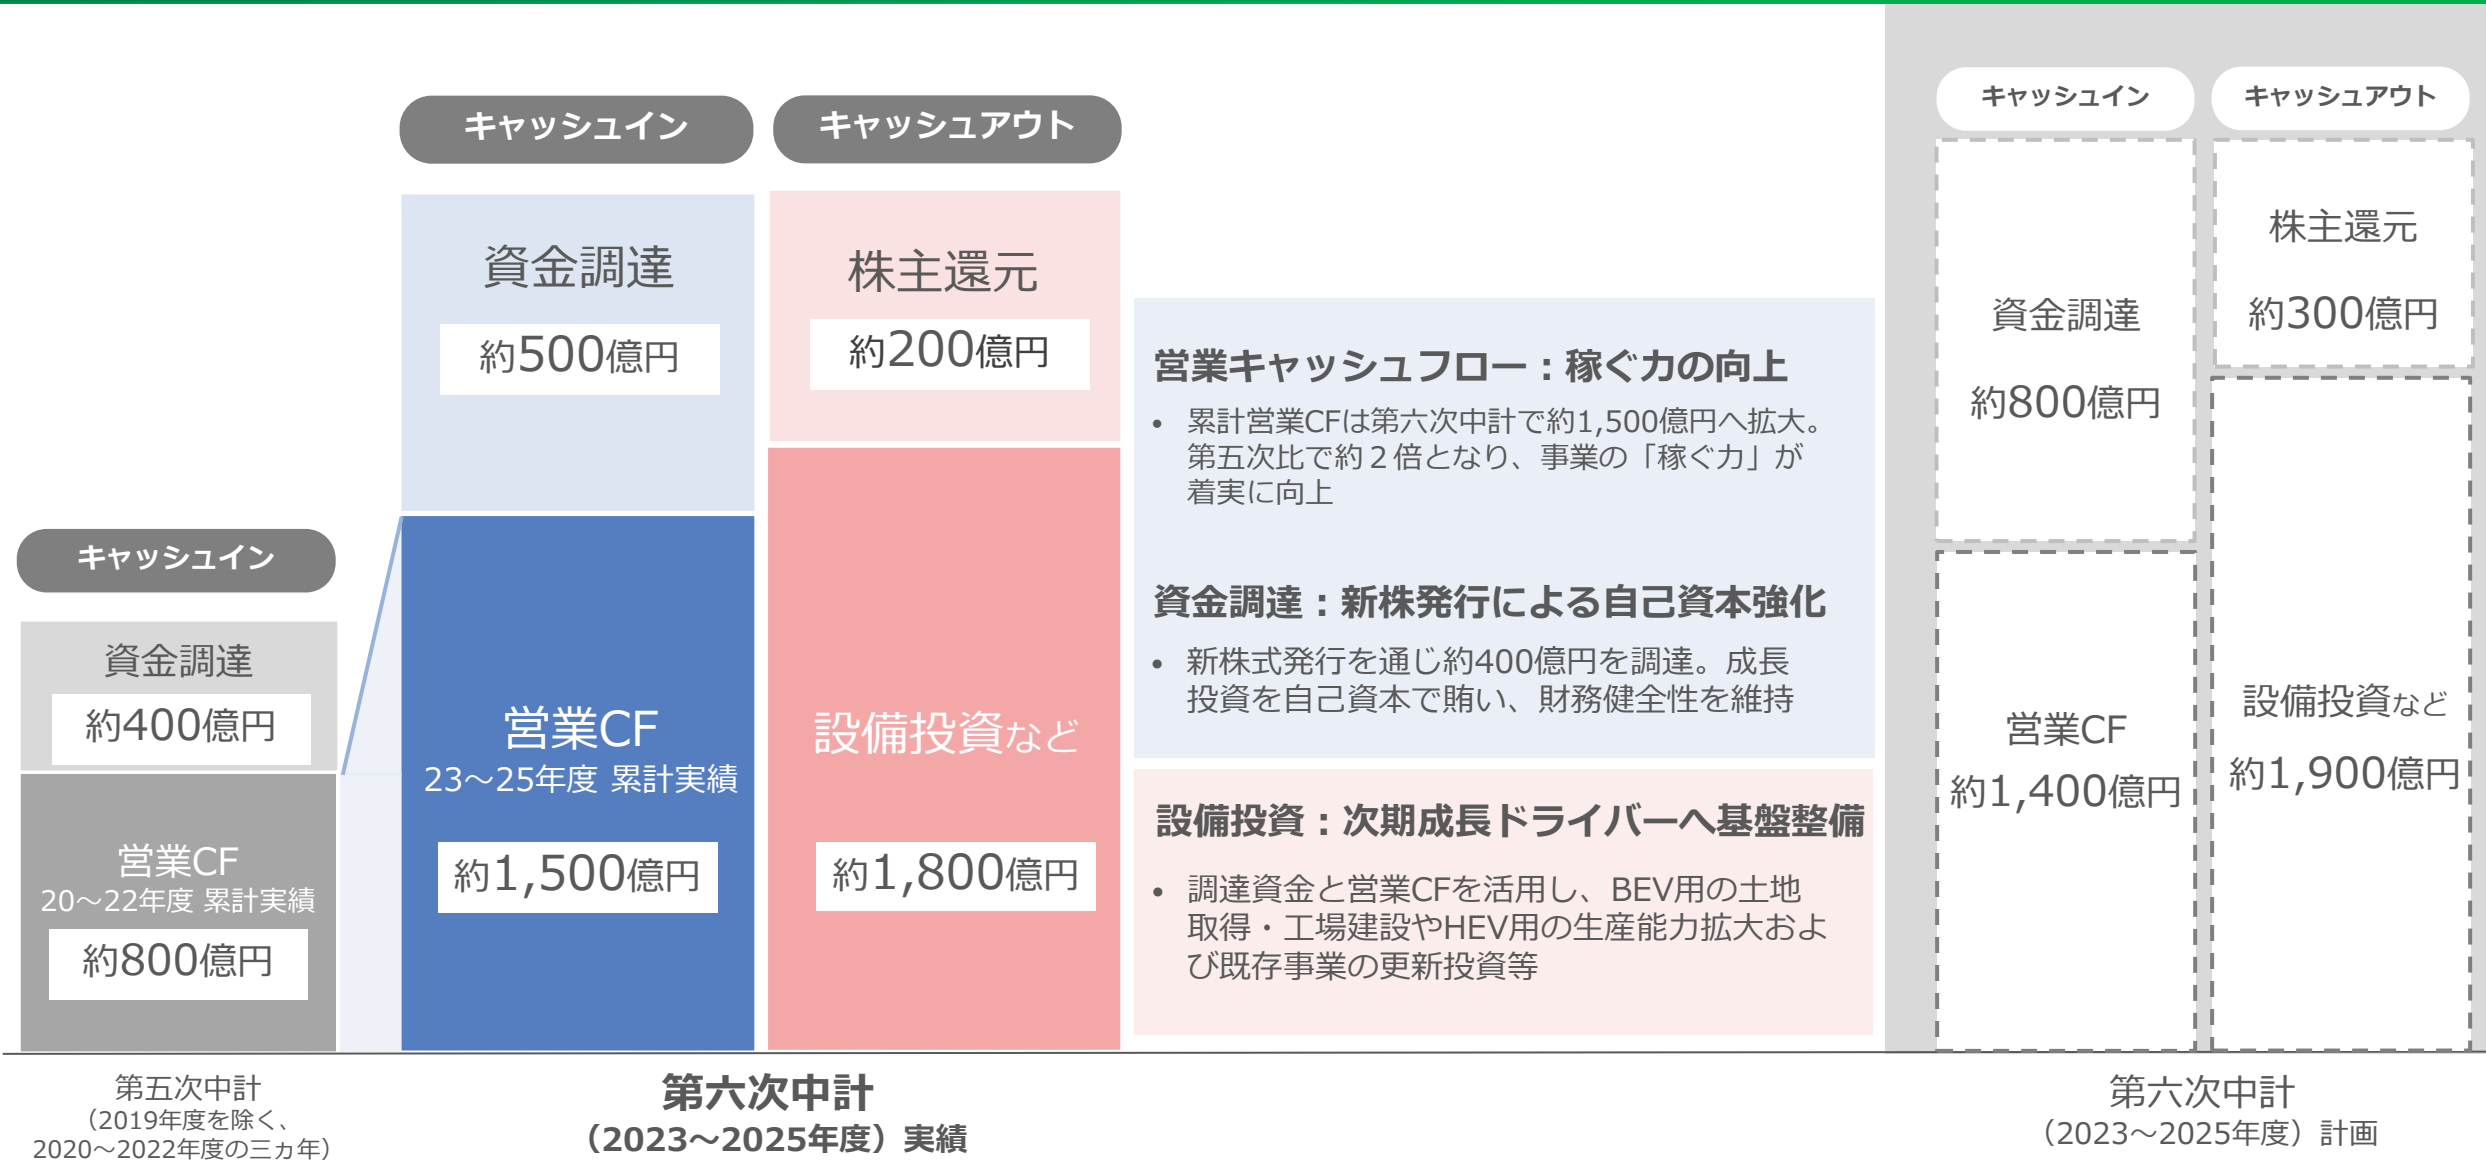 キャッシュイン
資金調達
約400億円
営業CF
20～22年度 累計実績
約800億円
第五次中計
（2019年度を除く、
2020～2022年度の三ヵ年）
キャッシュイン
資金調達
約500億円
営業CF
23～25年度 累計実績
約1,500億円
キャッシュアウト
株主還元
約200億円
設備投資など
約1,800億円
第六次中計
（2023～2025年度）実績
営業キャッシュフロー：稼ぐ力の向上
• 累計営業CFは第六次中計で約1,500億円へ拡大。
第五次比で約２倍となり、事業の「稼ぐ力」が
着実に向上
資金調達：新株発行による自己資本強化
• 新株式発行を通じ約400億円を調達。成長
投資を自己資本で賄い、財務健全性を維持
設備投資：次期成長ドライバーへ基盤整備
• 調達資金と営業CFを活用し、BEV用の土地
取得・工場建設やHEV用の生産能力拡大およ
び既存事業の更新投資等
キャッシュイン
資金調達
約800億円
営業CF
約1,400億円
キャッシュアウト
株主還元
約300億円
設備投資など
約1,900億円
第六次中計
（2023～2025年度）計画